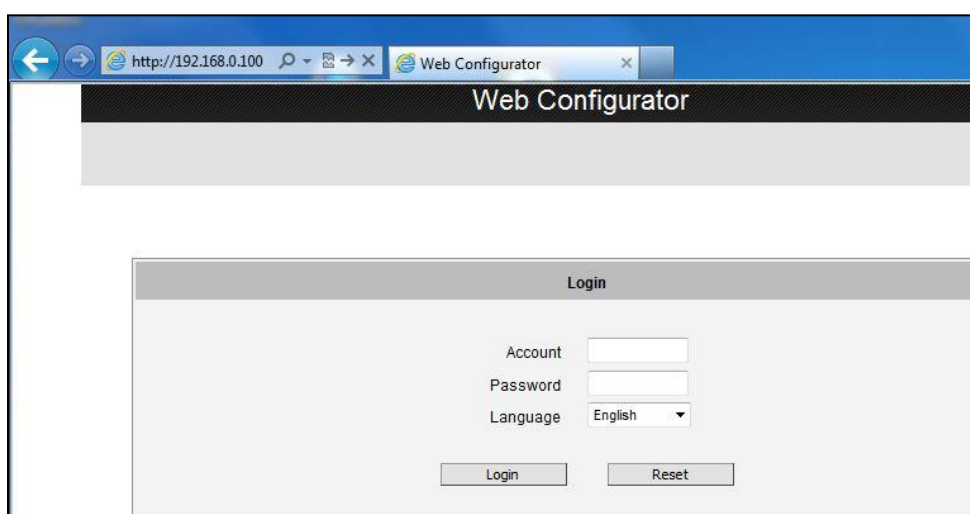 http://192.168.0.100
Web Configurator
Web Configurator
Login
Account
Password
Language English
Login Reset